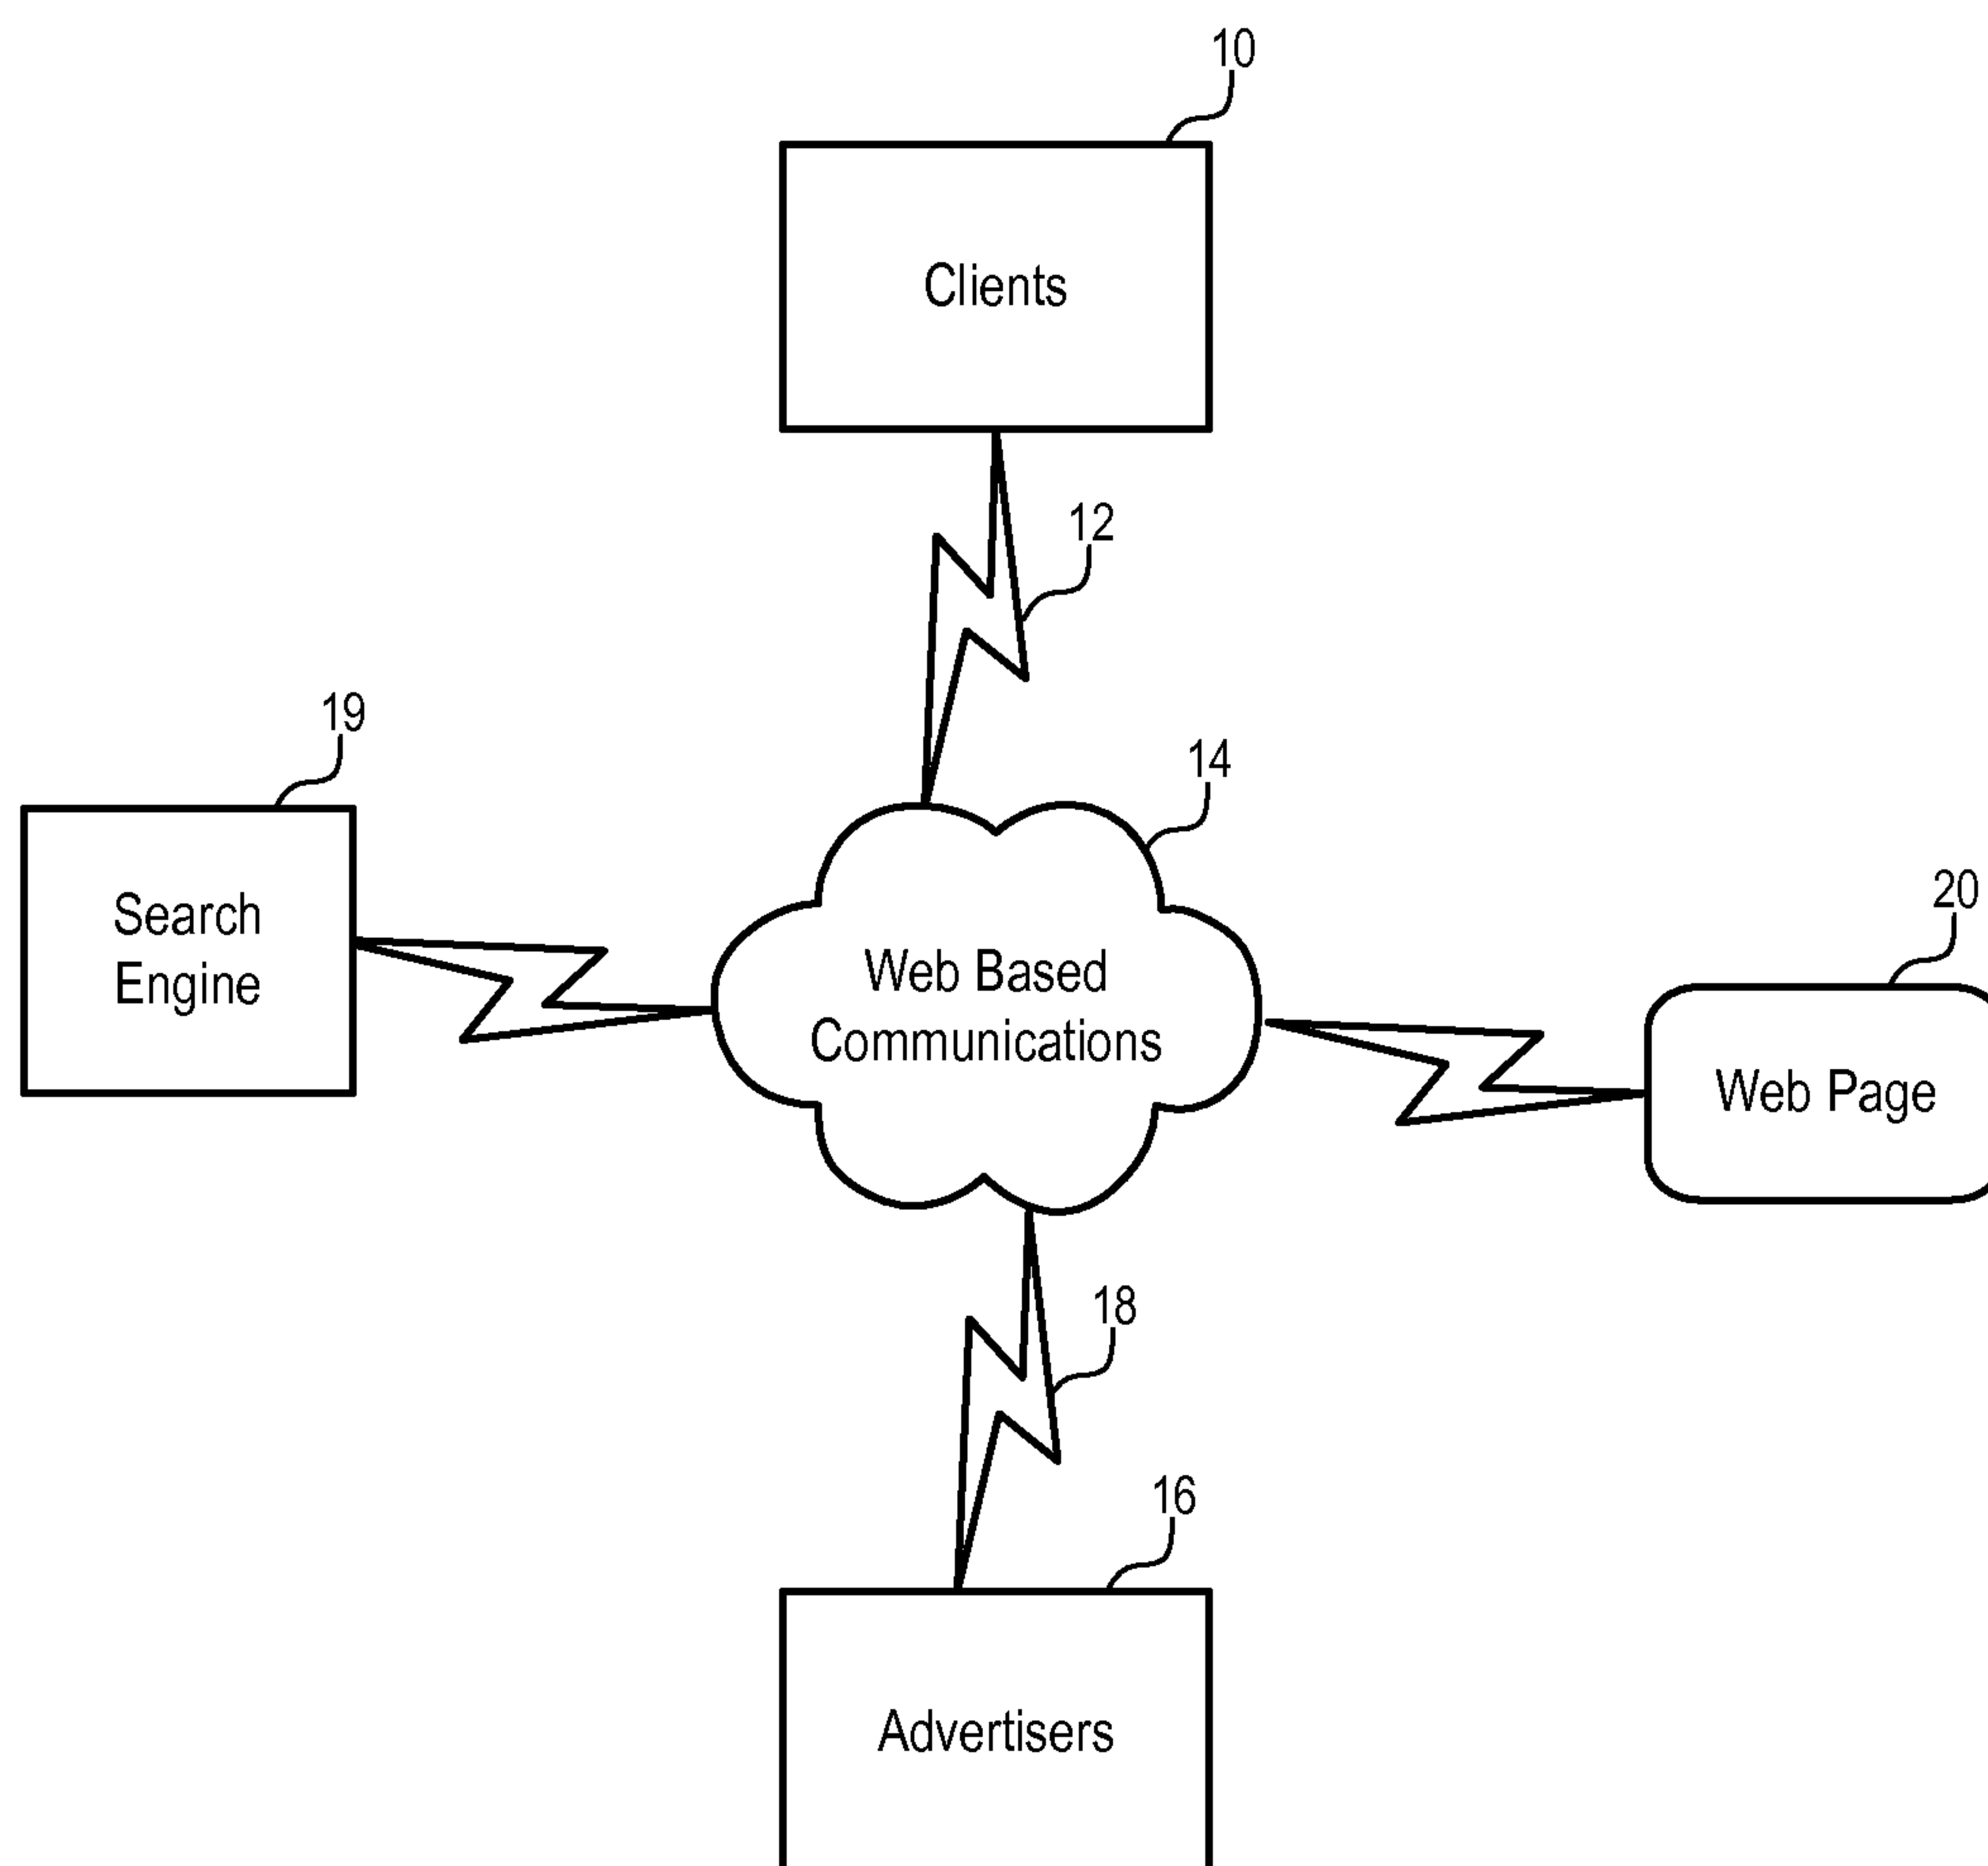 10
Clients
12
19
14
Search
Engine
20
Web Based
Communications
Web Page
18
16
Advertisers